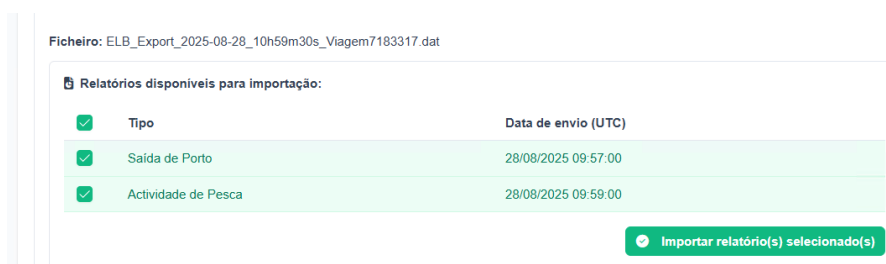 Ficheiro: ELB_Export_2025-08-28_10h59m30s_Viagem7183317.dat
Relatórios disponíveis para importação:
Tipo Data de envio (UTC)
Saída de Porto 28/08/2025 09:57:00
Actividade de Pesca 28/08/2025 09:59:00
Importar relatório(s) selecionado(s)